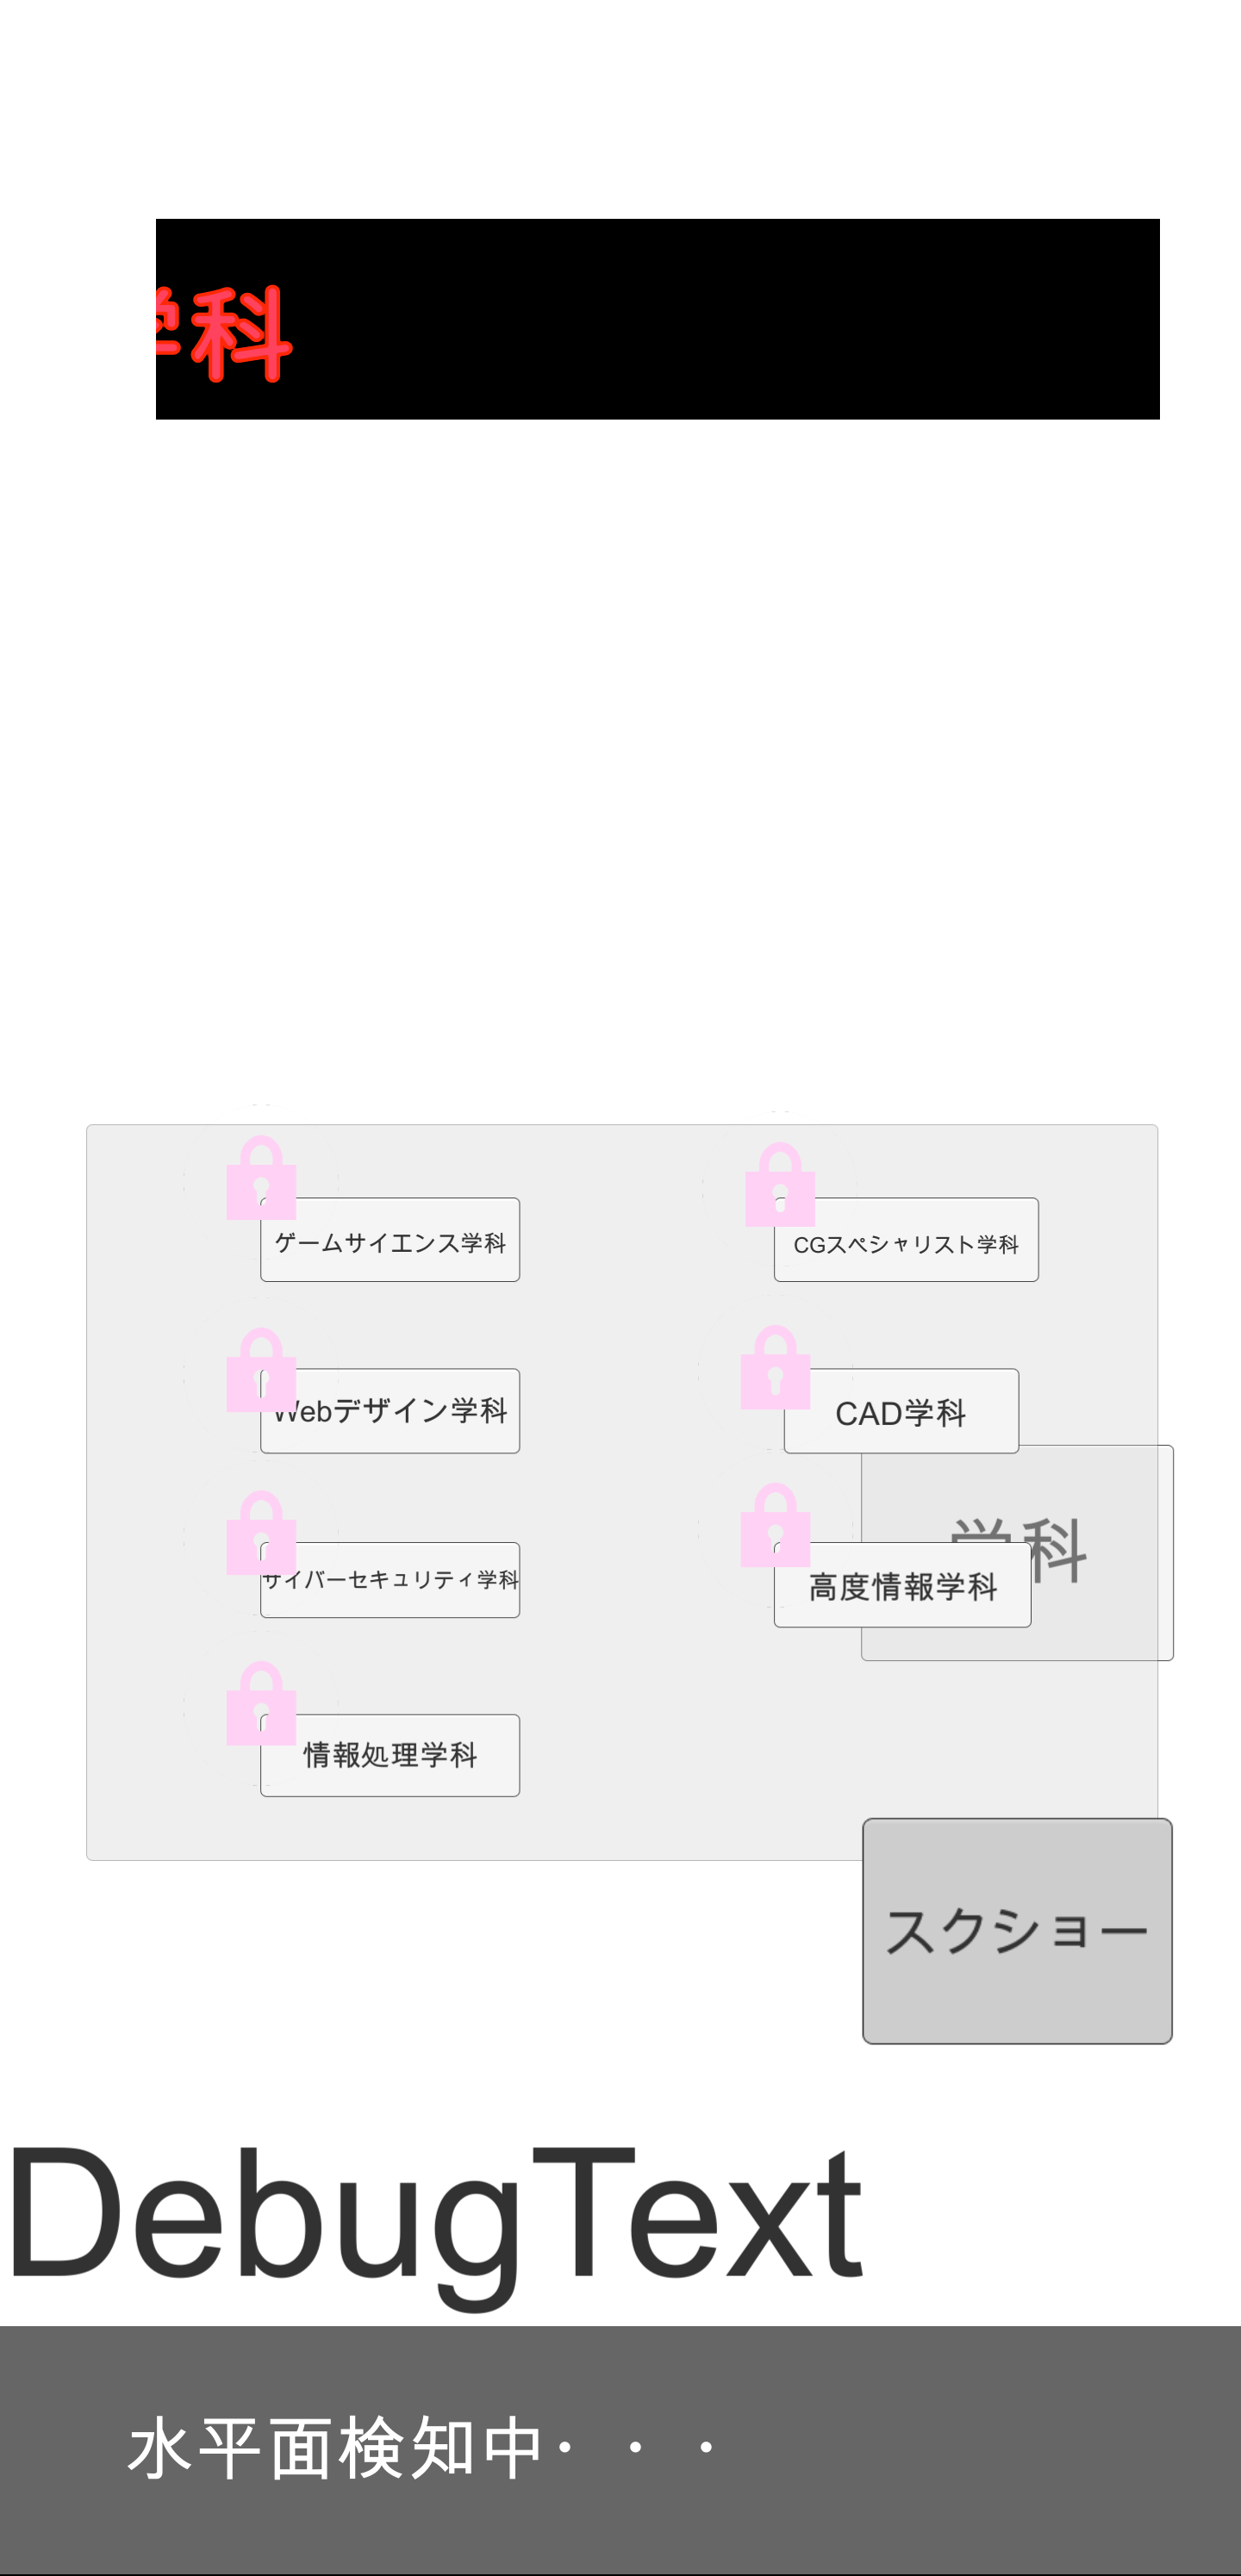 学科
ゲームサイエンス学科
CGスペシャリスト学科
Webデザイン学科
CAD学科
学科
サイバーセキュリティ学科
高度情報学科
情報処理学科
スクショー
DebugText
水平面検知中・・・